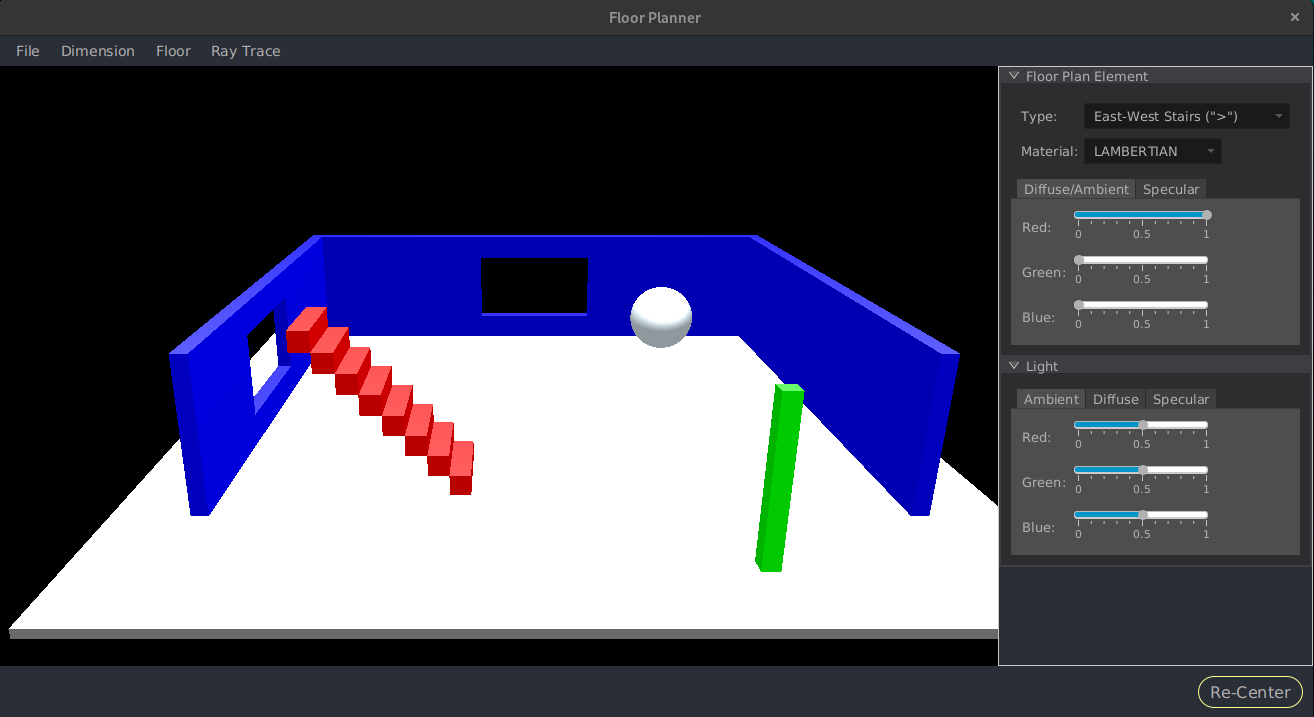 Floor Planner ×
File Dimension Floor Ray Trace
Floor Plan Element
Type: East-West Stairs (">")
Material: LAMBERTIAN
Diffuse/Ambient Specular
Red:
0 0.5 1
Green:
0 0.5 1
Blue:
0 0.5 1
Light
Ambient Diffuse Specular
Red:
0 0.5 1
Green:
0 0.5 1
Blue:
0 0.5 1
Re-Center